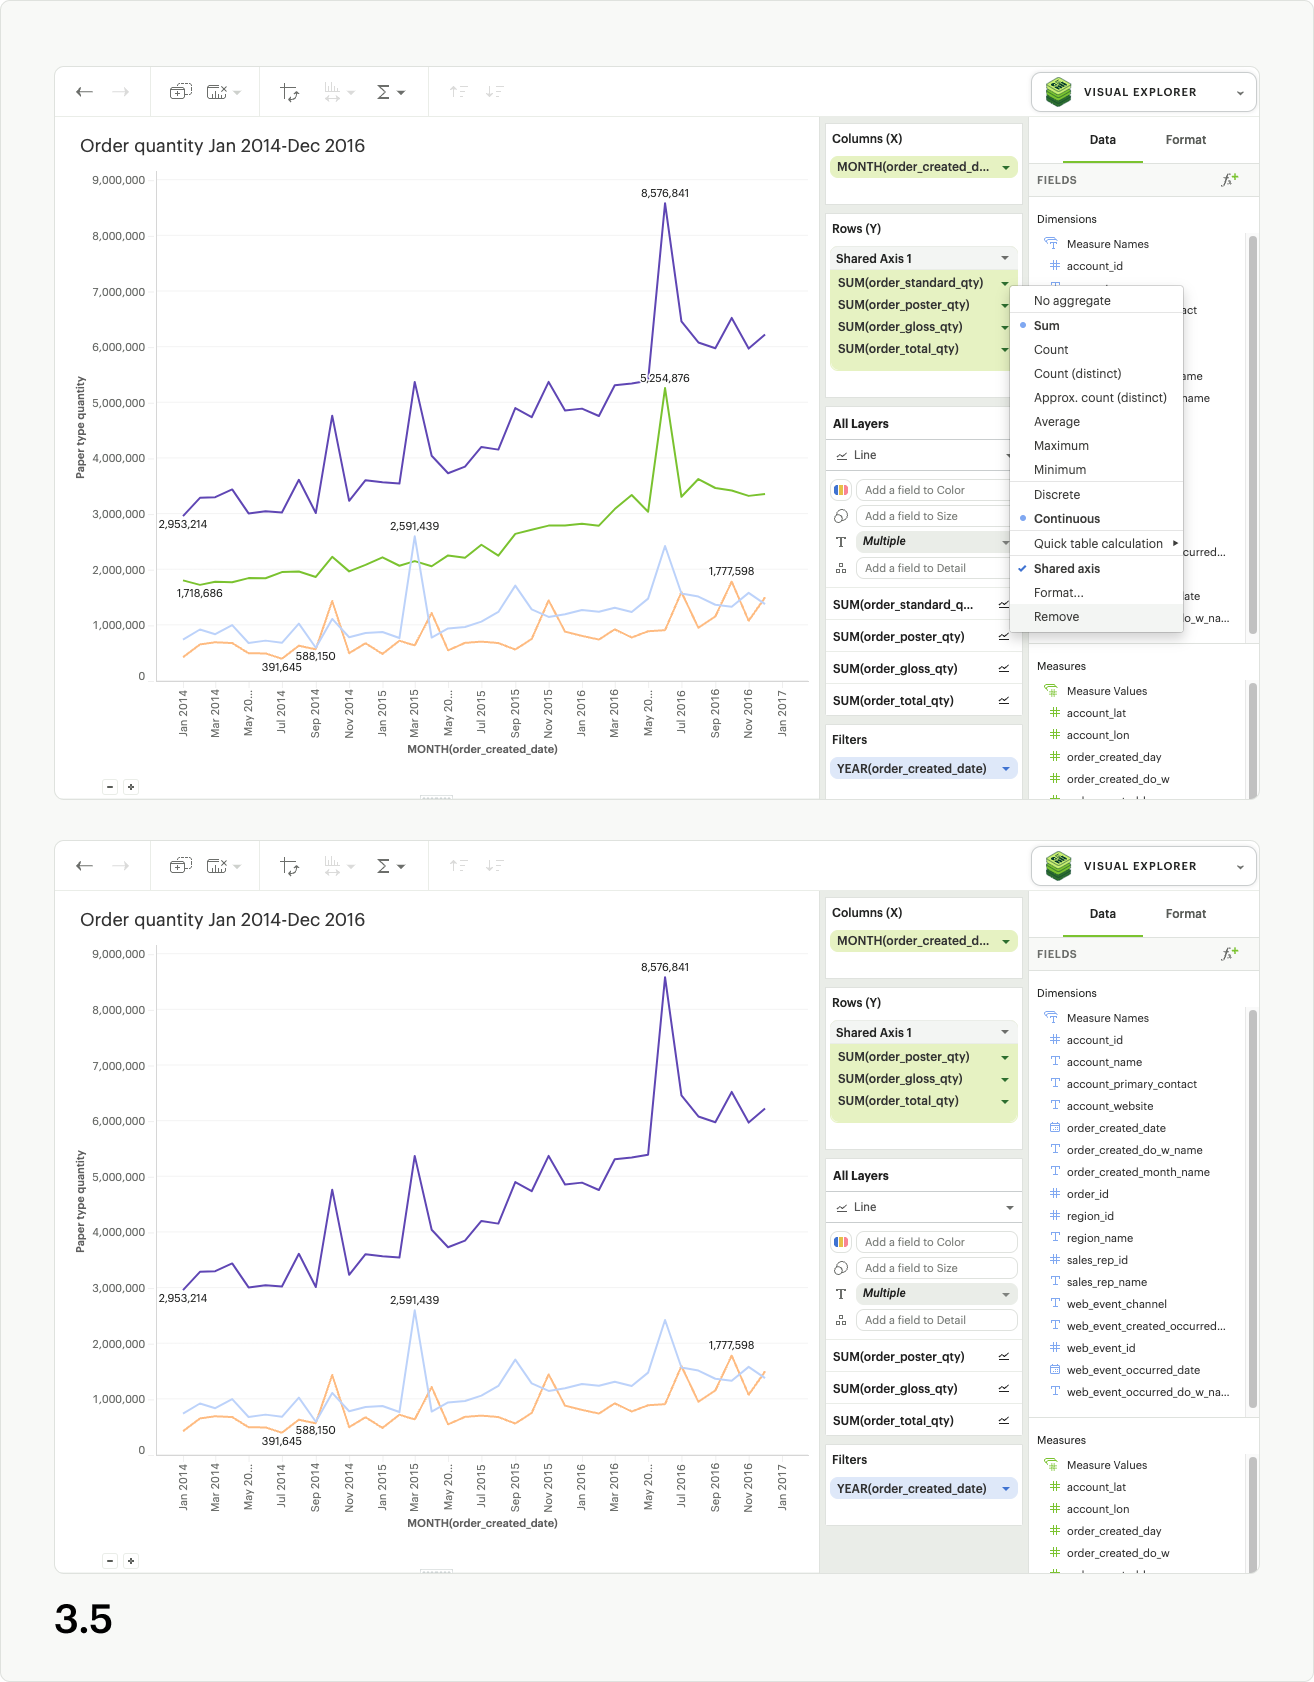 VISUAL EXPLORER
Order quantity Jan 2014-Dec 2016
9,000,000
8,000,000
7,000,000
6,000,000
5,000,000
4,000,000
3,000,000
2,000,000
1,000,000
0
Paper type quantity
8,576,841
5,254,876
2,953,214
2,591,439
1,718,686
1,777,598
588,150
391,645
Jan 2014
Mar 2014
May 20...
Jul 2014
Sep 2014
Nov 2014
Jan 2015
Mar 2015
May 20...
Jul 2015
Sep 2015
Nov 2015
Jan 2016
Mar 2016
May 20...
Jul 2016
Sep 2016
Nov 2016
Jan 2017
MONTH(order_created_date)
Columns (X)
MONTH(order_created_d...
Rows (Y)
Shared Axis 1
SUM(order_standard_qty)
SUM(order_poster_qty)
SUM(order_gloss_qty)
SUM(order_total_qty)
All Layers
Line
Add a field to Color
Add a field to Size
T Multiple
Add a field to Detail
SUM(order_standard_q...
SUM(order_poster_qty)
SUM(order_gloss_qty)
SUM(order_total_qty)
Filters
YEAR(order_created_date)
No aggregate
Sum
Count
Count (distinct)
Approx. count (distinct)
Average
Maximum
Minimum
Discrete
Continuous
Quick table calculation
Shared axis
Format...
Remove
Data Format
FIELDS
Dimensions
Measure Names
account_id
act
ame
_name
curred...
ate
o_w_na...
Measures
Measure Values
account_lat
account_lon
order_created_day
order_created_do_w
VISUAL EXPLORER
Order quantity Jan 2014-Dec 2016
9,000,000
8,000,000
7,000,000
6,000,000
5,000,000
4,000,000
3,000,000
2,000,000
1,000,000
0
Paper type quantity
8,576,841
2,953,214
2,591,439
1,777,598
588,150
391,645
Jan 2014
Mar 2014
May 20...
Jul 2014
Sep 2014
Nov 2014
Jan 2015
Mar 2015
May 20...
Jul 2015
Sep 2015
Nov 2015
Jan 2016
Mar 2016
May 20...
Jul 2016
Sep 2016
Nov 2016
Jan 2017
MONTH(order_created_date)
Columns (X)
MONTH(order_created_d...
Rows (Y)
Shared Axis 1
SUM(order_poster_qty)
SUM(order_gloss_qty)
SUM(order_total_qty)
All Layers
Line
Add a field to Color
Add a field to Size
T Multiple
Add a field to Detail
SUM(order_poster_qty)
SUM(order_gloss_qty)
SUM(order_total_qty)
Filters
YEAR(order_created_date)
Data Format
FIELDS
Dimensions
Measure Names
account_id
account_name
account_primary_contact
account_website
order_created_date
order_created_do_w_name
order_created_month_name
order_id
region_id
region_name
sales_rep_id
sales_rep_name
web_event_channel
web_event_created_occurred...
web_event_id
web_event_occurred_date
web_event_occurred_do_w_na...
Measures
Measure Values
account_lat
account_lon
order_created_day
order_created_do_w
3.5